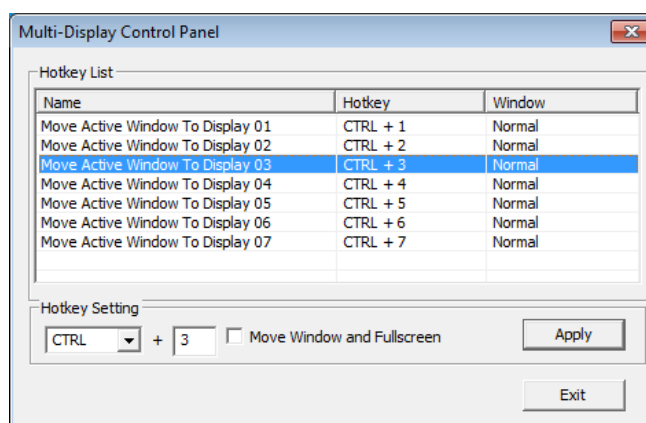 Multi-Display Control Panel
Hotkey List
Name Hotkey Window
Move Active Window To Display 01 CTRL + 1 Normal
Move Active Window To Display 02 CTRL + 2 Normal
Move Active Window To Display 03 CTRL + 3 Normal
Move Active Window To Display 04 CTRL + 4 Normal
Move Active Window To Display 05 CTRL + 5 Normal
Move Active Window To Display 06 CTRL + 6 Normal
Move Active Window To Display 07 CTRL + 7 Normal
Hotkey Setting
CTRL + 3 Move Window and Fullscreen Apply
Exit